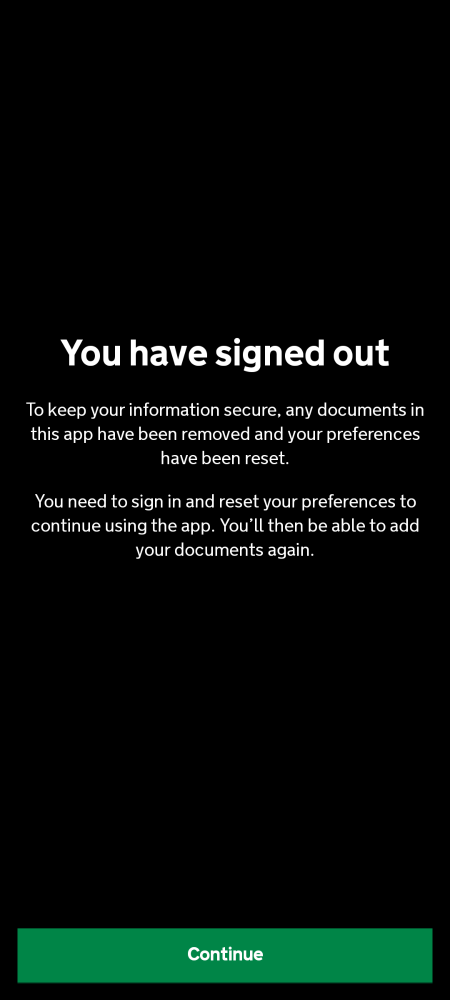 You have signed out
To keep your information secure, any documents in
this app have been removed and your preferences
have been reset.
You need to sign in and reset your preferences to
continue using the app. You’ll then be able to add
your documents again.
Continue